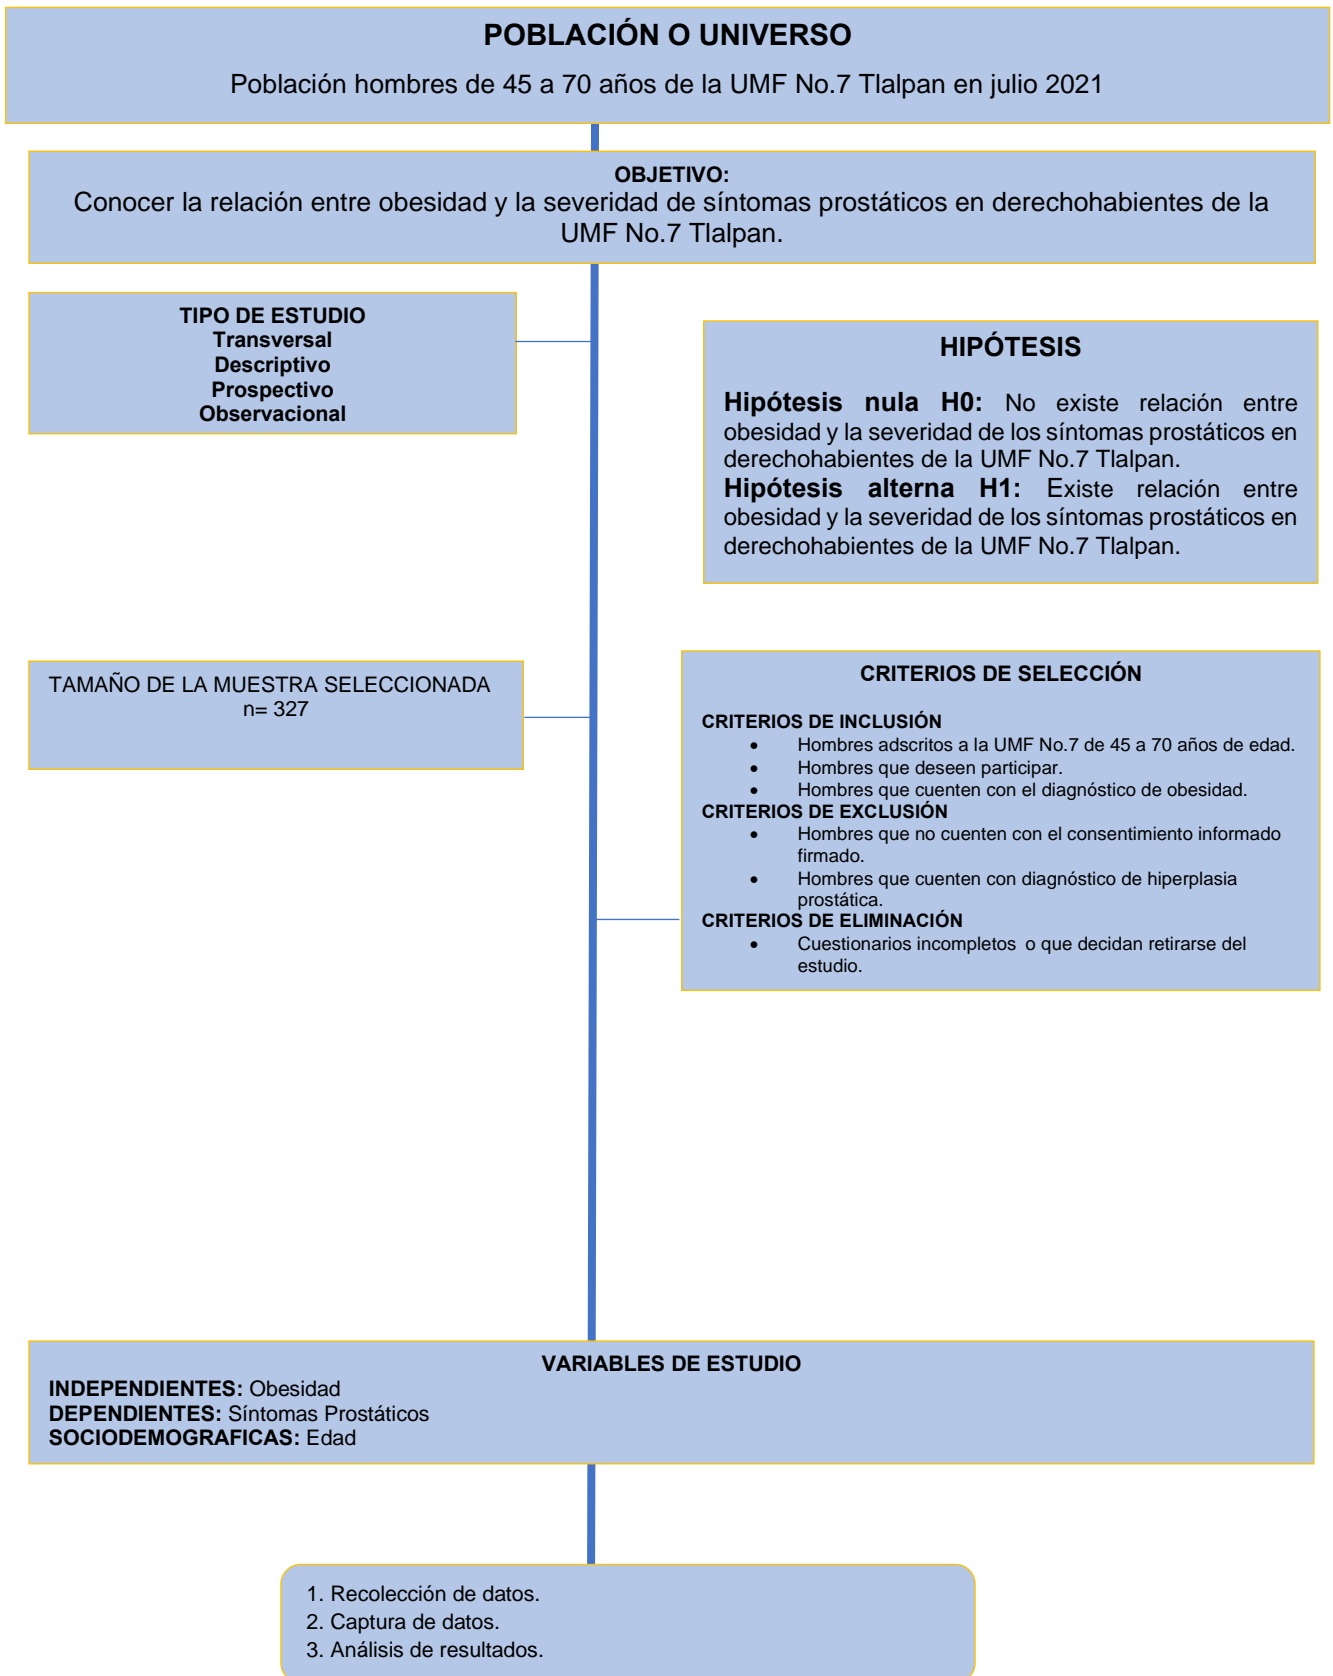 POBLACIÓN O UNIVERSO
Población hombres de 45 a 70 años de la UMF No.7 Tlalpan en julio 2021
OBJETIVO:
Conocer la relación entre obesidad y la severidad de síntomas prostáticos en derechohabientes de la
UMF No.7 Tlalpan.
TIPO DE ESTUDIO
Transversal
Descriptivo
Prospectivo
Observacional
HIPÓTESIS
Hipótesis nula H0: No existe relación entre
obesidad y la severidad de los síntomas prostáticos en
derechohabientes de la UMF No.7 Tlalpan.
Hipótesis alterna H1: Existe relación entre
obesidad y la severidad de los síntomas prostáticos en
derechohabientes de la UMF No.7 Tlalpan.
TAMAÑO DE LA MUESTRA SELECCIONADA
n= 327
CRITERIOS DE SELECCIÓN
CRITERIOS DE INCLUSIÓN
• Hombres adscritos a la UMF No.7 de 45 a 70 años de edad.
• Hombres que deseen participar.
• Hombres que cuenten con el diagnóstico de obesidad.
CRITERIOS DE EXCLUSIÓN
• Hombres que no cuenten con el consentimiento informado
firmado.
• Hombres que cuenten con diagnóstico de hiperplasia
prostática.
CRITERIOS DE ELIMINACIÓN
• Cuestionarios incompletos o que decidan retirarse del
estudio.
VARIABLES DE ESTUDIO
INDEPENDIENTES: Obesidad
DEPENDIENTES: Síntomas Prostáticos
SOCIODEMOGRAFICAS: Edad
1. Recolección de datos.
2. Captura de datos.
3. Análisis de resultados.